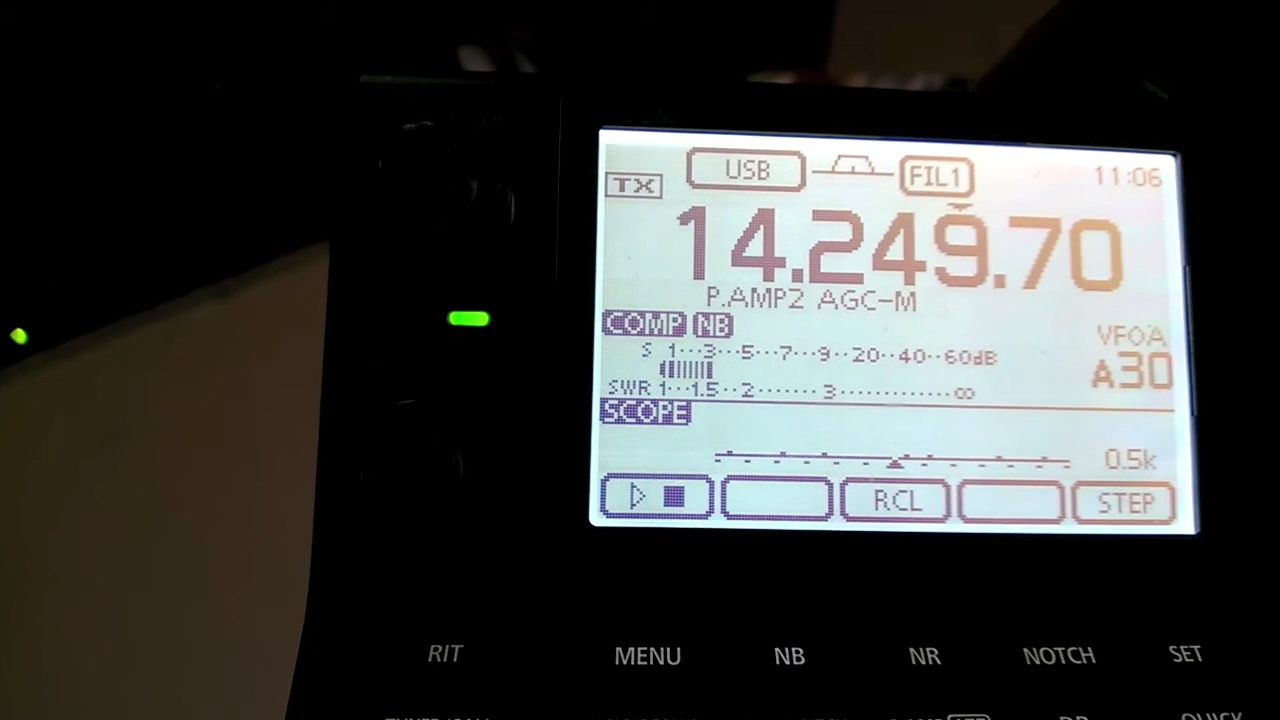 USB FIL1 11:06
TX
14.249.70
P.AMP2 AGC-M
COMP NB
VFOA
S 1···3··5···7···9··20··40··60dB
A30
SWR 1···1.5··2·······3············∞
SCOPE
0.5k
RCL STEP
RIT MENU NB NR NOTCH SET